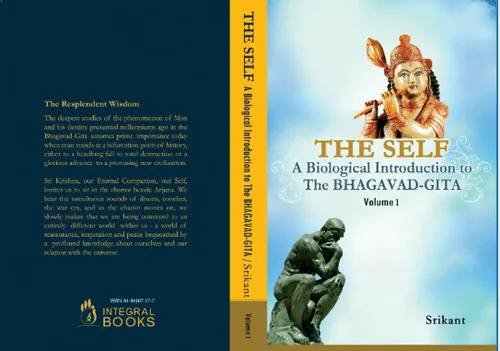 The Resplendent Wisdom
The deepest studies of the phenomenon of Man
and his destiny presented millenniums ago in the
Bhagvad-Gita assumes prime importance today
when man stands at a bifurcation point of history,
either to a headlong fall to total destruction or a
glorious advance to a promising new civilization.
Sri Krishna, our Eternal Companion, our Self,
invites us to sit in the chariot beside Arjuna. We
hear the tumultuous sounds of drums, conches,
the war cry, and as the chariot moves on, we
slowly realize that we are being conveyed to an
entirely different world within us - a world of
reassurance, inspiration and peace bequeathed by
a profound knowledge about ourselves and our
relation with the universe.
INTEGRAL
BOOKS
THE SELF A Biological Introduction to The BHAGAVAD-GITA / Srikant
Volume 1
THE SELF
A Biological Introduction to
The BHAGAVAD-GITA
Volume 1
Srikant